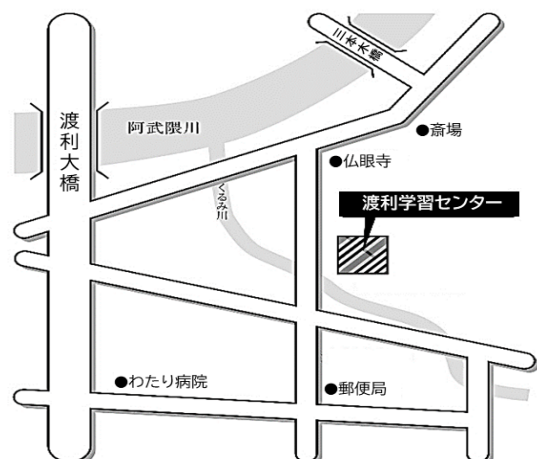 三本木橋
阿武隈川
渡利大橋
●斎場
●仏眼寺
くるみ川
渡利学習センター
●わたり病院
●郵便局